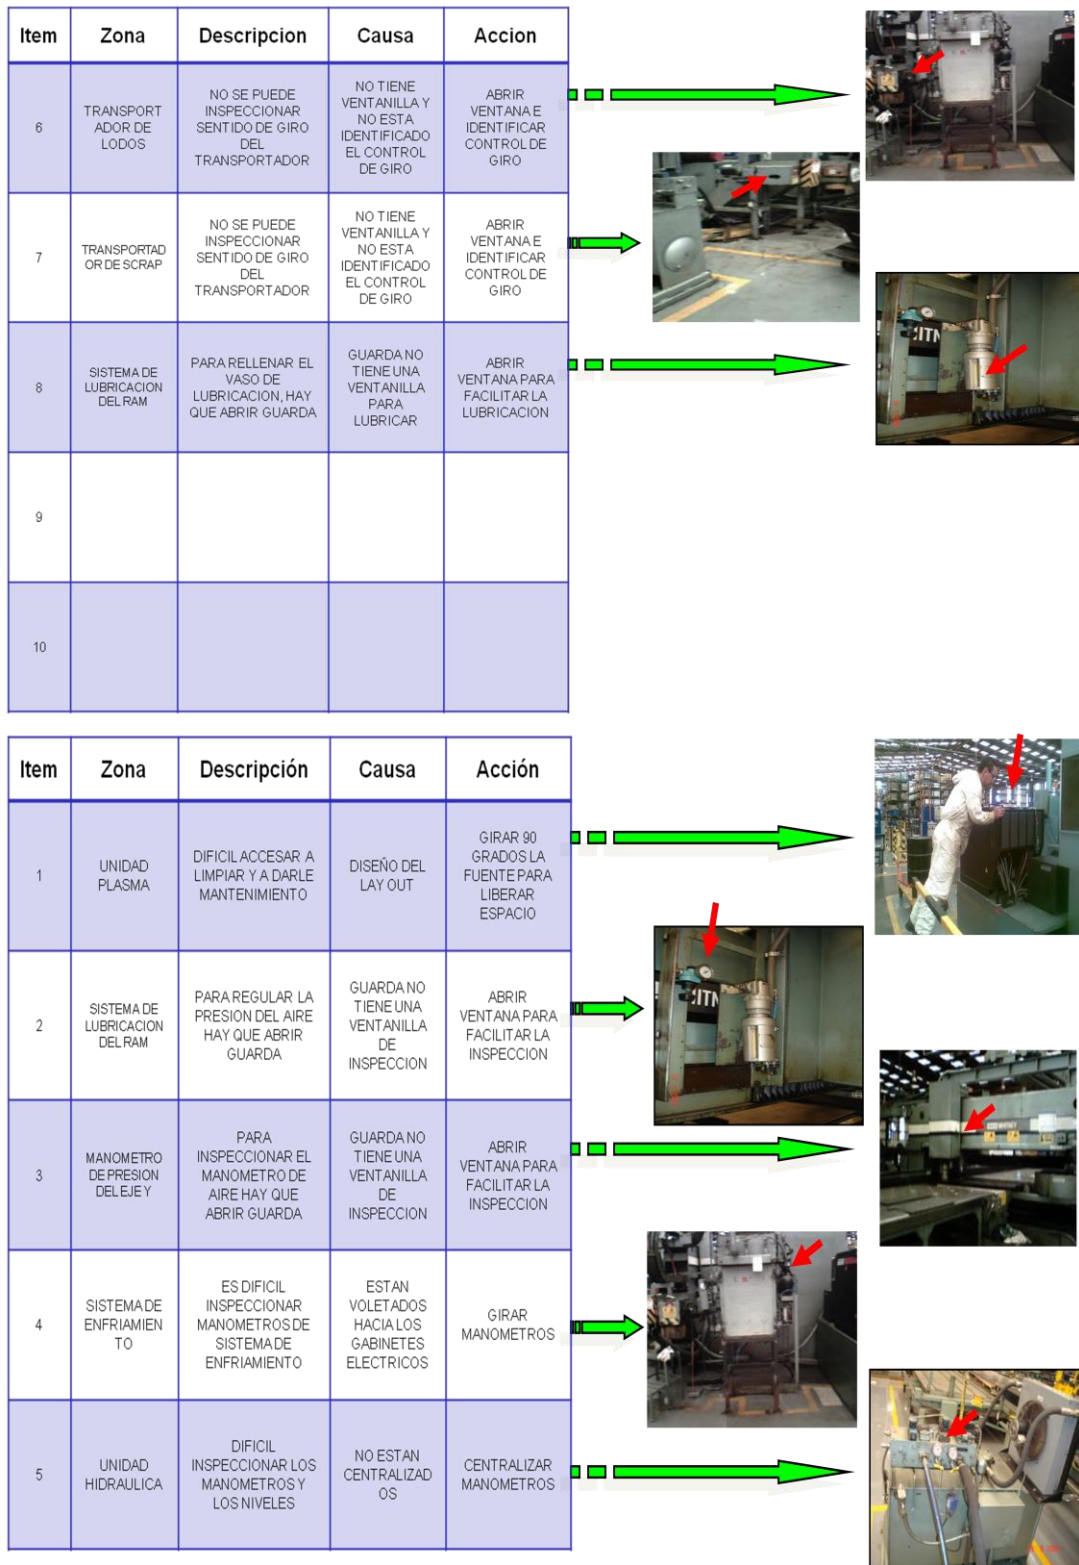 Item Zona Descripcion Causa Accion
6
TRANSPORT
ADOR DE
LODOS
NO SE PUEDE
INSPECCIONAR
SENTIDO DE GIRO
DEL
TRANSPORTADOR
NO TIENE
VENTANILLA Y
NO ESTA
IDENTIFICADO
EL CONTROL
DE GIRO
ABRIR
VENTANA E
IDENTIFICAR
CONTROL DE
GIRO
7
TRANSPORTAD
OR DE SCRAP
NO SE PUEDE
INSPECCIONAR
SENTIDO DE GIRO
DEL
TRANSPORTADOR
NO TIENE
VENTANILLA Y
NO ESTA
IDENTIFICADO
EL CONTROL
DE GIRO
ABRIR
VENTANA E
IDENTIFICAR
CONTROL DE
GIRO
8
SISTEMA DE
LUBRICACION
DEL RAM
PARA RELLENAR EL
VASO DE
LUBRICACION, HAY
QUE ABRIR GUARDA
GUARDA NO
TIENE UNA
VENTANILLA
PARA
LUBRICAR
ABRIR
VENTANA PARA
FACILITAR LA
LUBRICACION
9
10
Item Zona Descripción Causa Acción
1
UNIDAD
PLASMA
DIFICIL ACCESAR A
LIMPIAR Y A DARLE
MANTENIMIENTO
DISEÑO DEL
LAY OUT
GIRAR 90
GRADOS LA
FUENTE PARA
LIBERAR
ESPACIO
2
SISTEMA DE
LUBRICACION
DEL RAM
PARA REGULAR LA
PRESION DEL AIRE
HAY QUE ABRIR
GUARDA
GUARDA NO
TIENE UNA
VENTANILLA
DE
INSPECCION
ABRIR
VENTANA PARA
FACILITAR LA
INSPECCION
3
MANOMETRO
DE PRESION
DEL EJE Y
PARA
INSPECCIONAR EL
MANOMETRO DE
AIRE HAY QUE
ABRIR GUARDA
GUARDA NO
TIENE UNA
VENTANILLA
DE
INSPECCION
ABRIR
VENTANA PARA
FACILITAR LA
INSPECCION
4
SISTEMA DE
ENFRIAMIEN
TO
ES DIFICIL
INSPECCIONAR
MANOMETROS DE
SISTEMA DE
ENFRIAMIENTO
ESTAN
VOLETADOS
HACIA LOS
GABINETES
ELECTRICOS
GIRAR
MANOMETROS
5
UNIDAD
HIDRAULICA
DIFICIL
INSPECCIONAR LOS
MANOMETROS Y
LOS NIVELES
NO ESTAN
CENTRALIZAD
OS
CENTRALIZAR
MANOMETROS